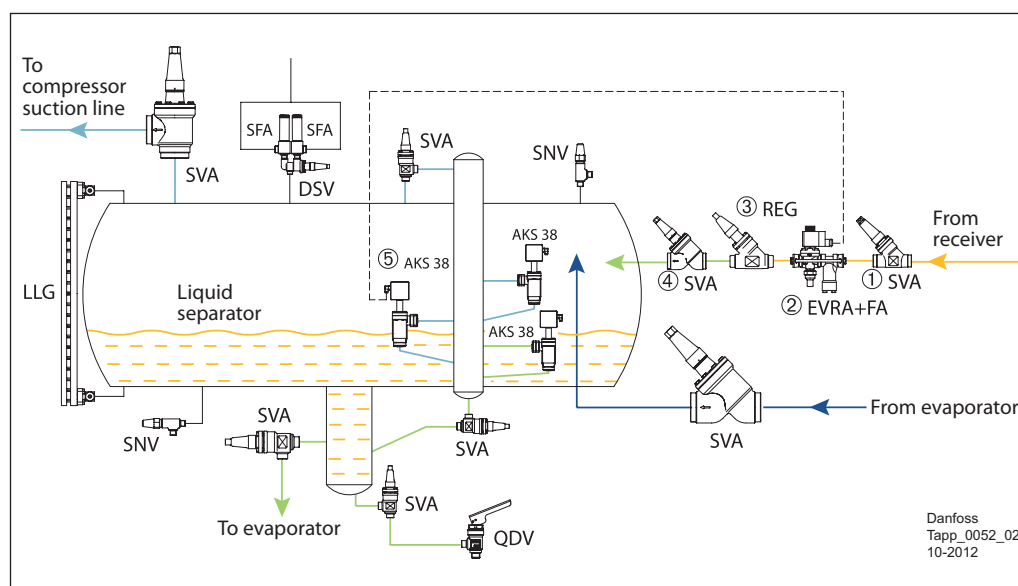 To
compressor
suction line
SVA
SFA SFA
DSV
SVA
SNV
③ REG
From
receiver
④ SVA
② EVRA+FA
① SVA
⑤ AKS 38
AKS 38
AKS 38
LLG
Liquid
separator
From evaporator
SVA
SNV
SVA
SVA
To evaporator
SVA
QDV
Danfoss
Tapp_0052_02
10-2012